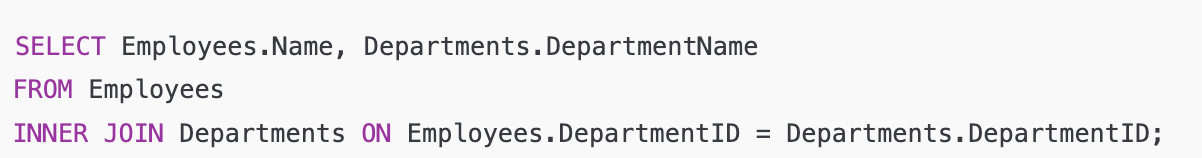 SELECT Employees.Name, Departments.DepartmentName
FROM Employees
INNER JOIN Departments ON Employees.DepartmentID = Departments.DepartmentID;